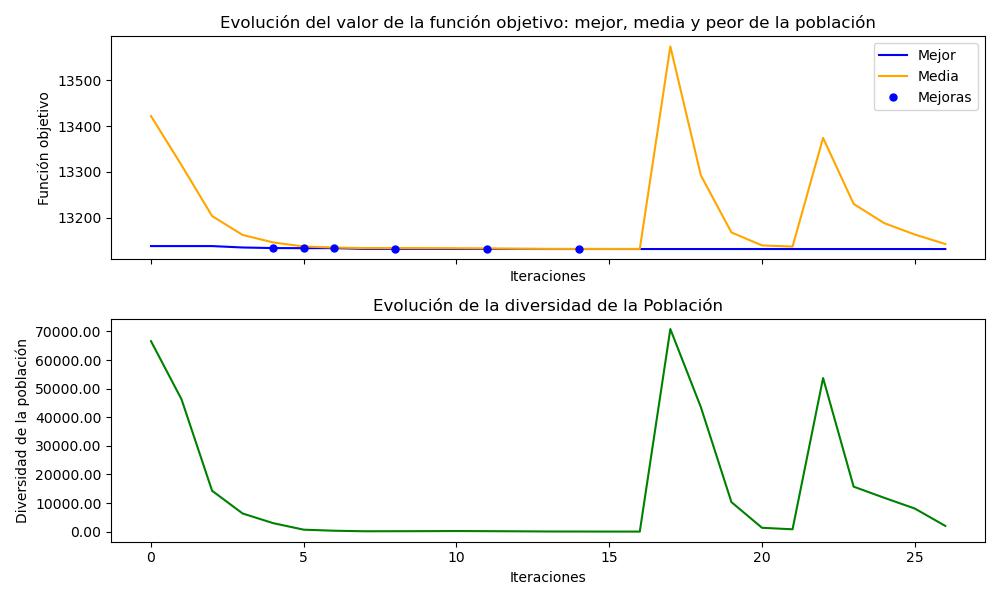 Evolución del valor de la función objetivo: mejor, media y peor de la población
Función objetivo
13500
13400
13300
13200
Mejor
Media
Mejoras
Iteraciones
Evolución de la diversidad de la Población
Diversidad de la población
70000.00
60000.00
50000.00
40000.00
30000.00
20000.00
10000.00
0.00
0 5 10 15 20 25
Iteraciones